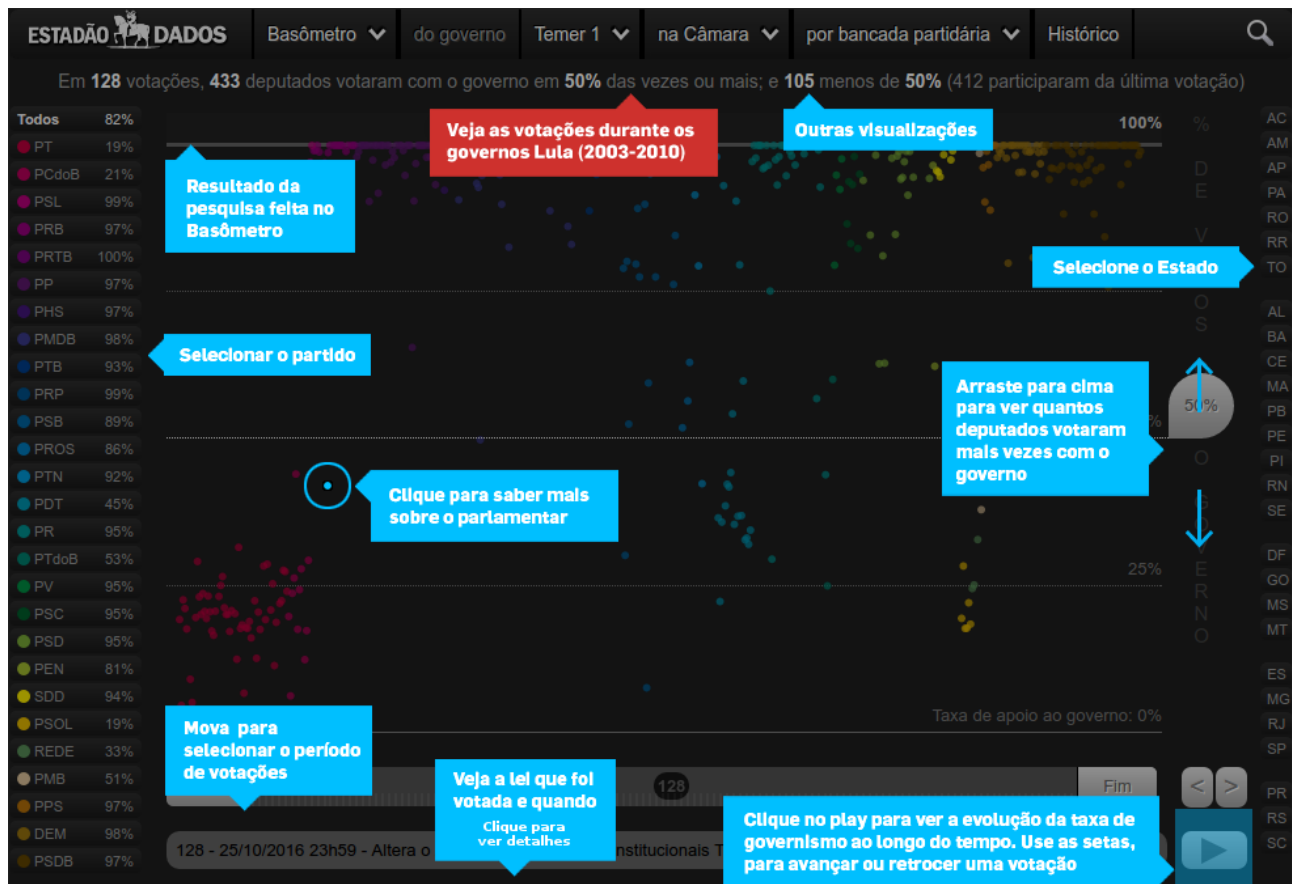 ESTADÃO DADOS Basômetro do governo Temer 1 na Câmara por bancada partidária Histórico
Em 128 votações, 433 deputados votaram com o governo em 50% das vezes ou mais; e 105 menos de 50% (412 participaram da última votação)
Todos 82%
PT 19%
PCdoB 21%
PSL 99%
PRB 97%
PRTB 100%
PP 97%
PHS 97%
PMDB 98%
PTB 93%
PRP 99%
PSB 89%
PROS 86%
PTN 92%
PDT 45%
PR 95%
PTdoB 53%
PV 95%
PSC 95%
PSD 95%
PEN 81%
SDD 94%
PSOL 19%
REDE 33%
PMB 51%
PPS 97%
DEM 98%
PSDB 97%
Veja as votações durante os
governos Lula (2003-2010)
Outras visualizações
Resultado da
pesquisa feita no
Basômetro
Selecione o Estado
Selecionar o partido
Arraste para cima
para ver quantos
deputados votaram
mais vezes com o
governo
Clique para saber mais
sobre o parlamentar
100%
50%
25%
Taxa de apoio ao governo: 0%
% DE V OS O G VERNO
Mova para
selecionar o período
de votações
Veja a lei que foi
votada e quando
Clique para
ver detalhes
128
Fim
< >
Clique no play para ver a evolução da taxa de
governismo ao longo do tempo. Use as setas,
para avançar ou retrocer uma votação
128 - 25/10/2016 23h59 - Altera o nstitucionais T
AC
AM
AP
PA
RO
RR
TO
AL
BA
CE
MA
PB
PE
PI
RN
SE
DF
GO
MS
MT
ES
MG
RJ
SP
PR
RS
SC